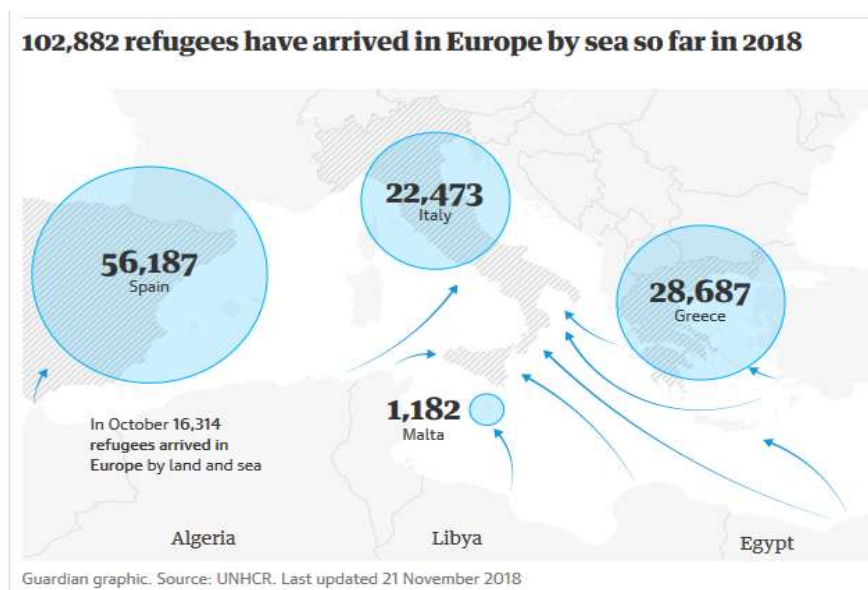 102,882 refugees have arrived in Europe by sea so far in 2018
22,473
Italy
56,187
Spain
28,687
Greece
1,182
Malta
In October 16,314
refugees arrived in
Europe by land and sea
Algeria
Libya
Egypt
Guardian graphic. Source: UNHCR. Last updated 21 November 2018